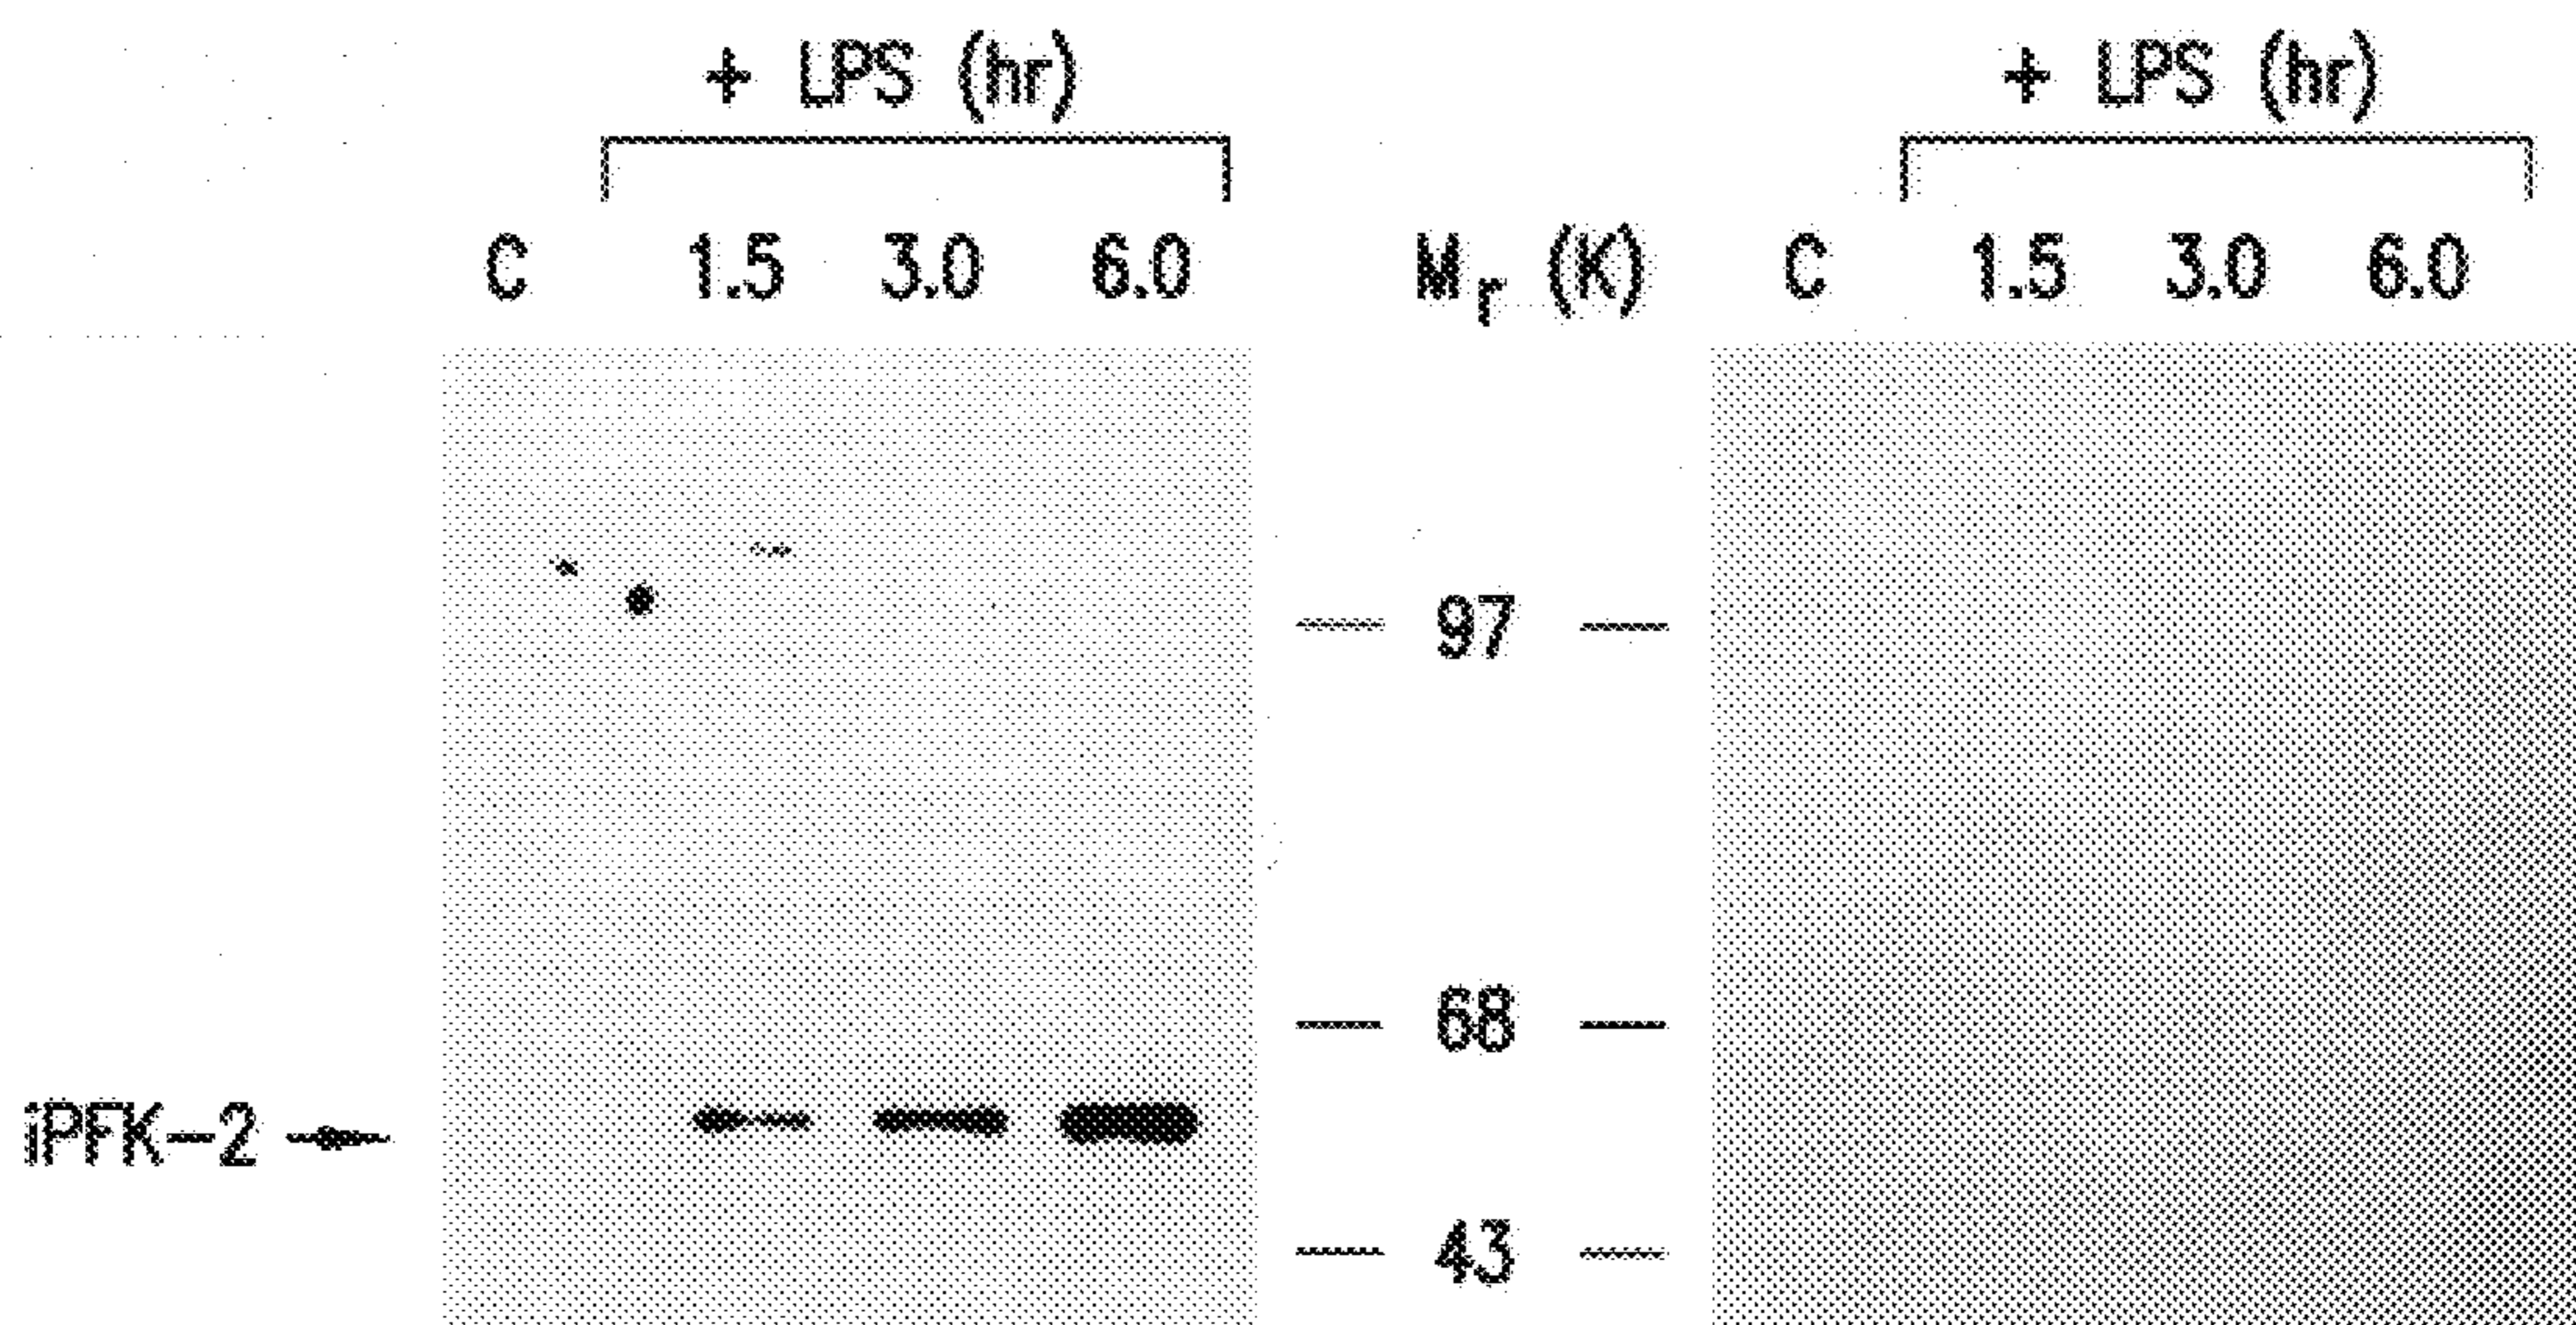 + LPS (hr) + LPS (hr)
C 1.5 3.0 6.0 Mr (K) C 1.5 3.0 6.0
97
68
iPFK-2
43